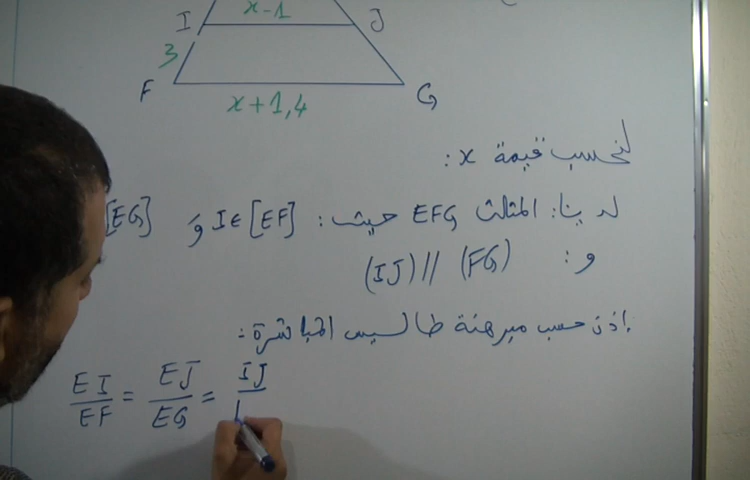 I x-1 J
3
F G
x+1,4
لنحسب قيمة x:
لدينا: المثلث EFG حيث: I∈[EF] و [EG]
و: (IJ)//(FG)
إذن حسب مبرهنة طاليس المباشرة:
EI/EF = EJ/EG = IJ/